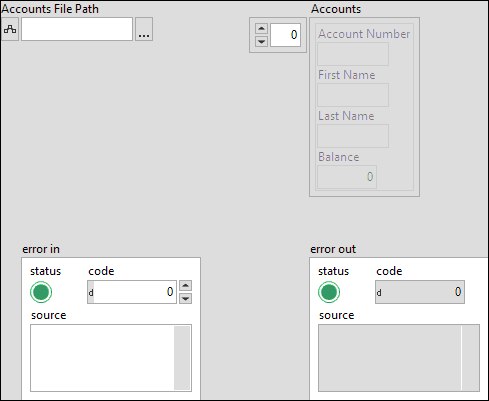 Accounts File Path
...
0
Accounts
Account Number
First Name
Last Name
Balance
0
error in
status code
d 0
source
error out
status code
d 0
source